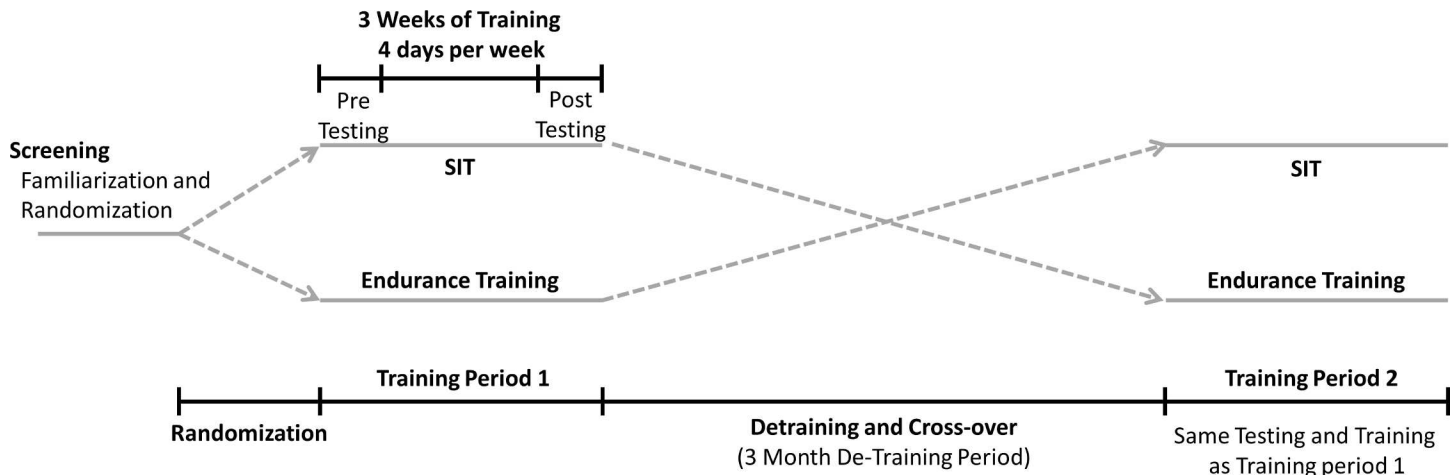 3 Weeks of Training
4 days per week
Pre
Testing
Post
Testing
Screening
Familiarization and
Randomization
SIT
SIT
Endurance Training
Endurance Training
Training Period 1
Training Period 2
Randomization
Detraining and Cross-over
(3 Month De-Training Period)
Same Testing and Training
as Training period 1